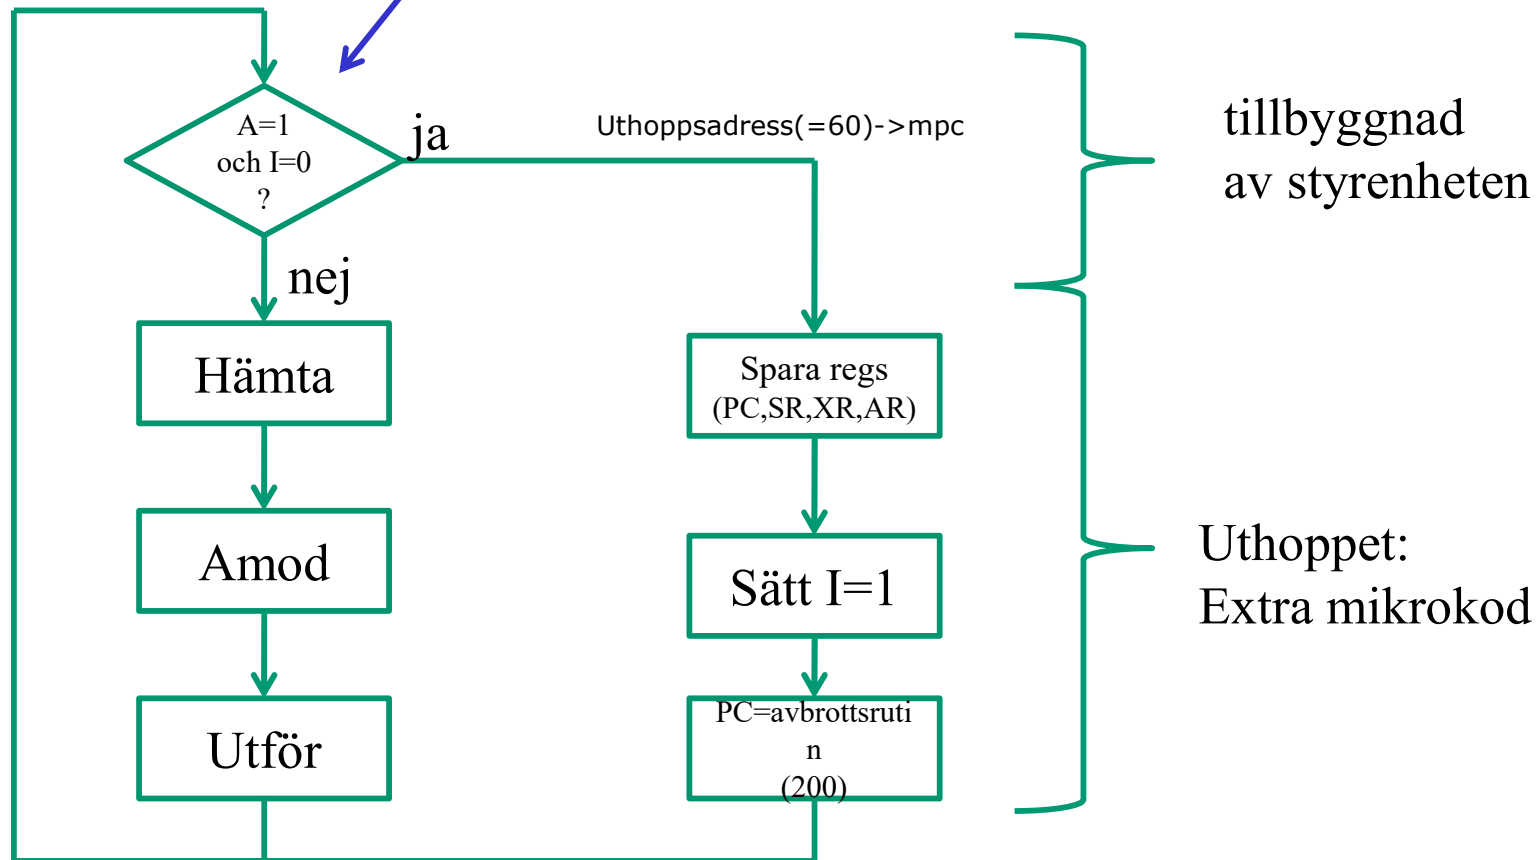 A=1
och I=0
?
ja
Uthoppsadress(=60)->mpc
tillbyggnad
av styrenheten
nej
Hämta
Spara regs
(PC,SR,XR,AR)
Amod
Sätt I=1
Uthoppet:
Extra mikrokod
Utför
PC=avbrottsruti
n
(200)